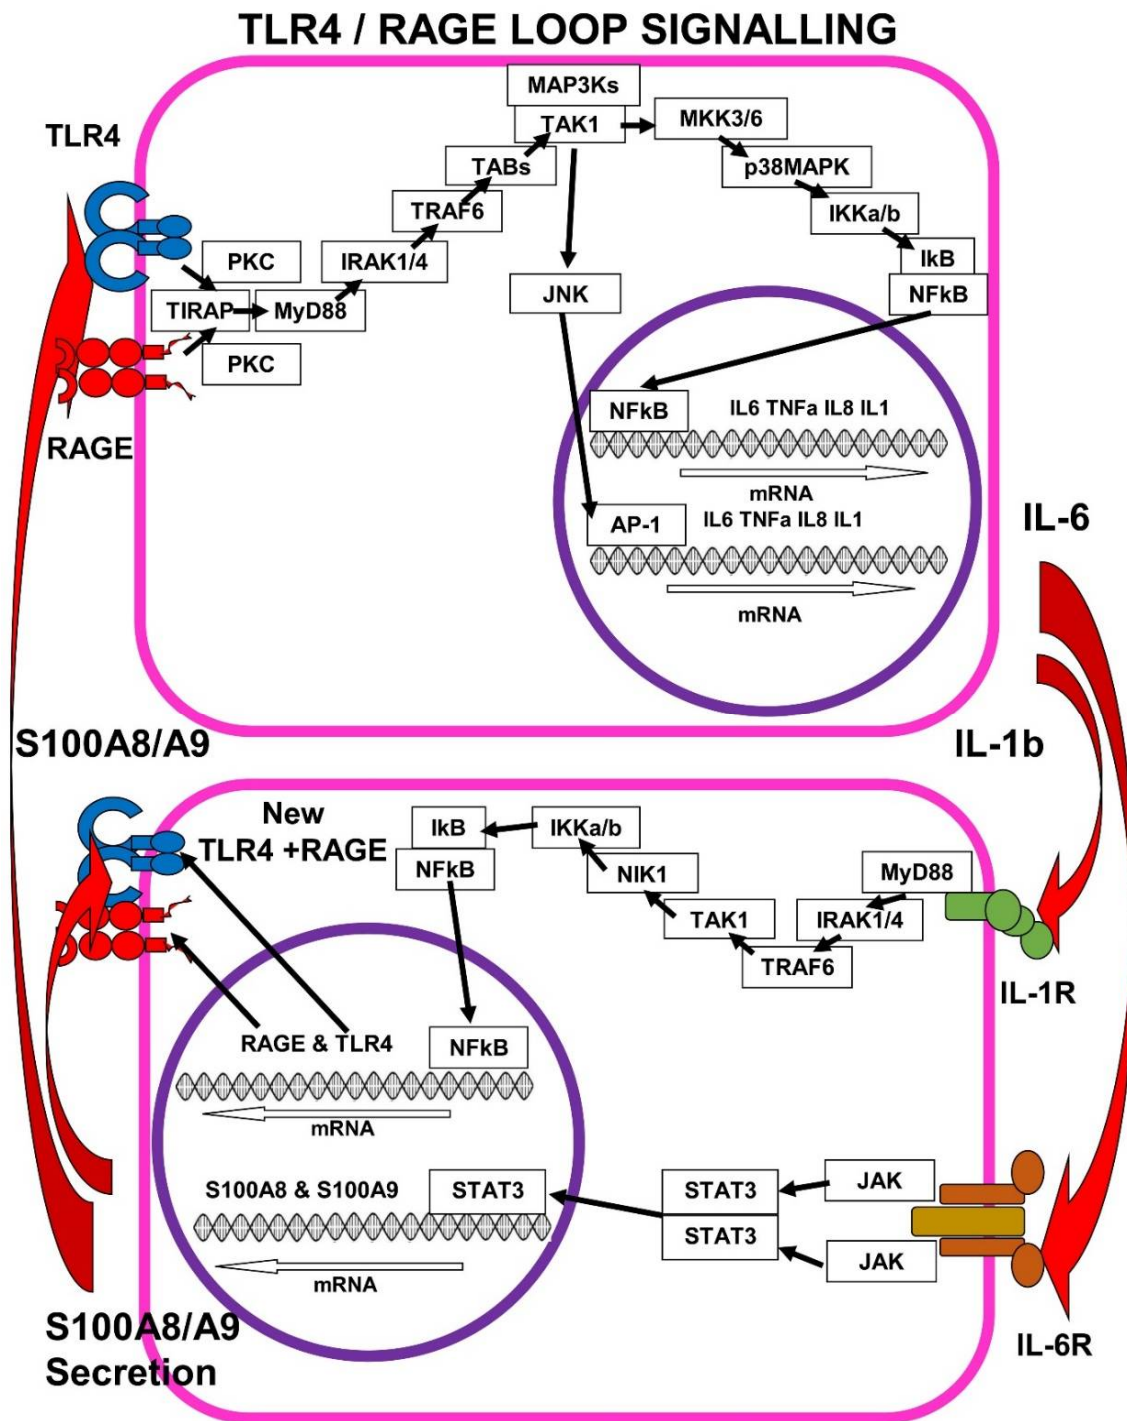 TLR4 / RAGE LOOP SIGNALLING
MAP3Ks
TAK1
MKK3/6
TLR4
TABs
p38MAPK
TRAF6
IKKa/b
PKC
IRAK1/4
IkB
JNK
NFkB
TIRAP
MyD88
PKC
NFkB
IL6 TNFa IL8 IL1
RAGE
mRNA
AP-1
IL6 TNFa IL8 IL1
IL-6
mRNA
S100A8/A9
IL-1b
New
TLR4 +RAGE
IkB
IKKa/b
NFkB
NIK1
MyD88
TAK1
IRAK1/4
TRAF6
IL-1R
RAGE & TLR4
NFkB
mRNA
S100A8 & S100A9
STAT3
STAT3
JAK
STAT3
JAK
mRNA
S100A8/A9
Secretion
IL-6R